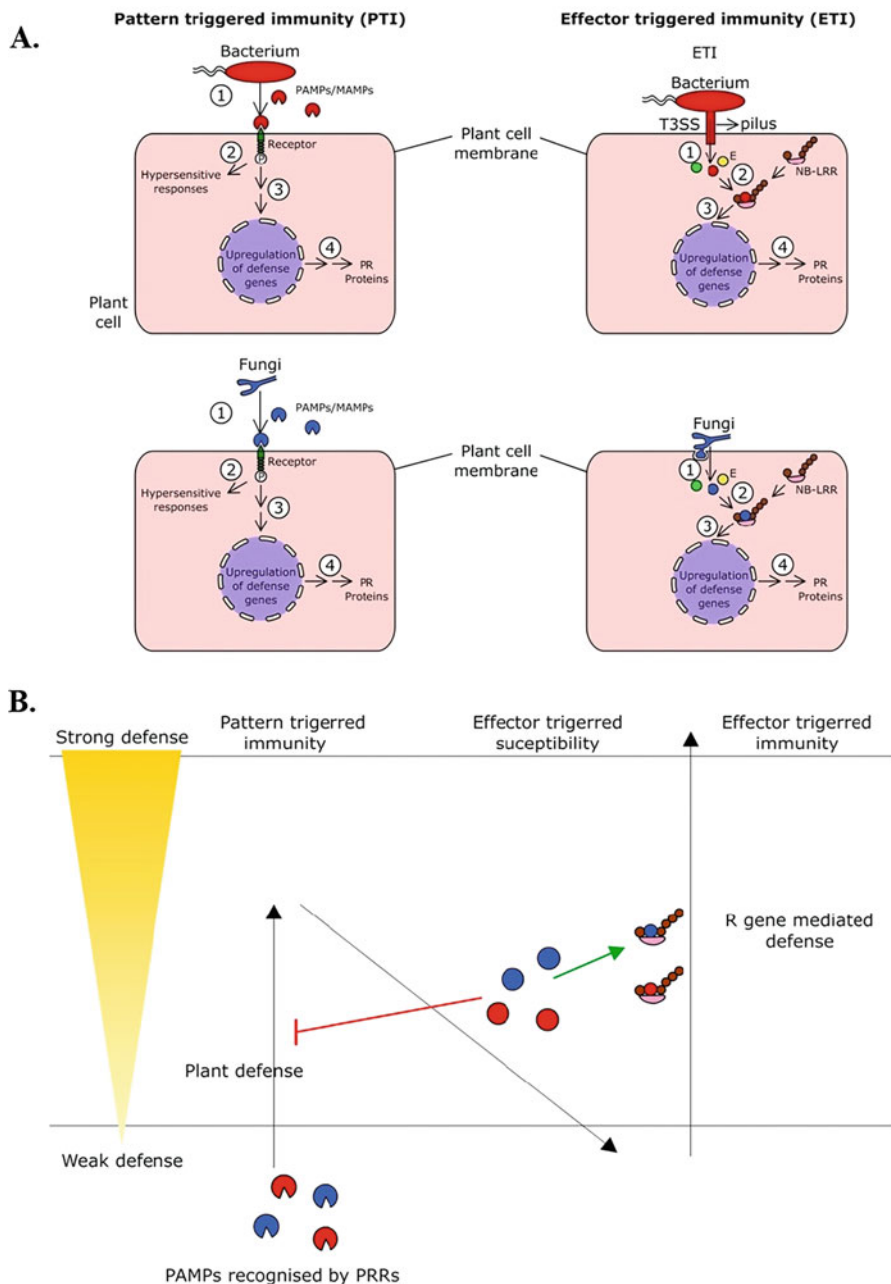 Pattern triggered immunity (PTI)
Effector triggered immunity (ETI)
A.
Bacterium
1
PAMPs/MAMPs
Receptor
P
2
Hypersensitive
responses
3
Upregulation
of defense
genes
4
PR
Proteins
Plant
cell
Plant cell
membrane
ETI
Bacterium
T3SS
pilus
1
E
2
NB-LRR
3
Upregulation
of defense
genes
4
PR
Proteins
Fungi
1
PAMPs/MAMPs
Receptor
P
2
Hypersensitive
responses
3
Upregulation
of defense
genes
4
PR
Proteins
Plant cell
membrane
Fungi
1
E
2
NB-LRR
3
Upregulation
of defense
genes
4
PR
Proteins
B.
Strong defense
Pattern trigerred
immunity
Effector trigerred
suceptibility
Effector trigerred
immunity
R gene mediated
defense
Plant defense
Weak defense
PAMPs recognised by PRRs